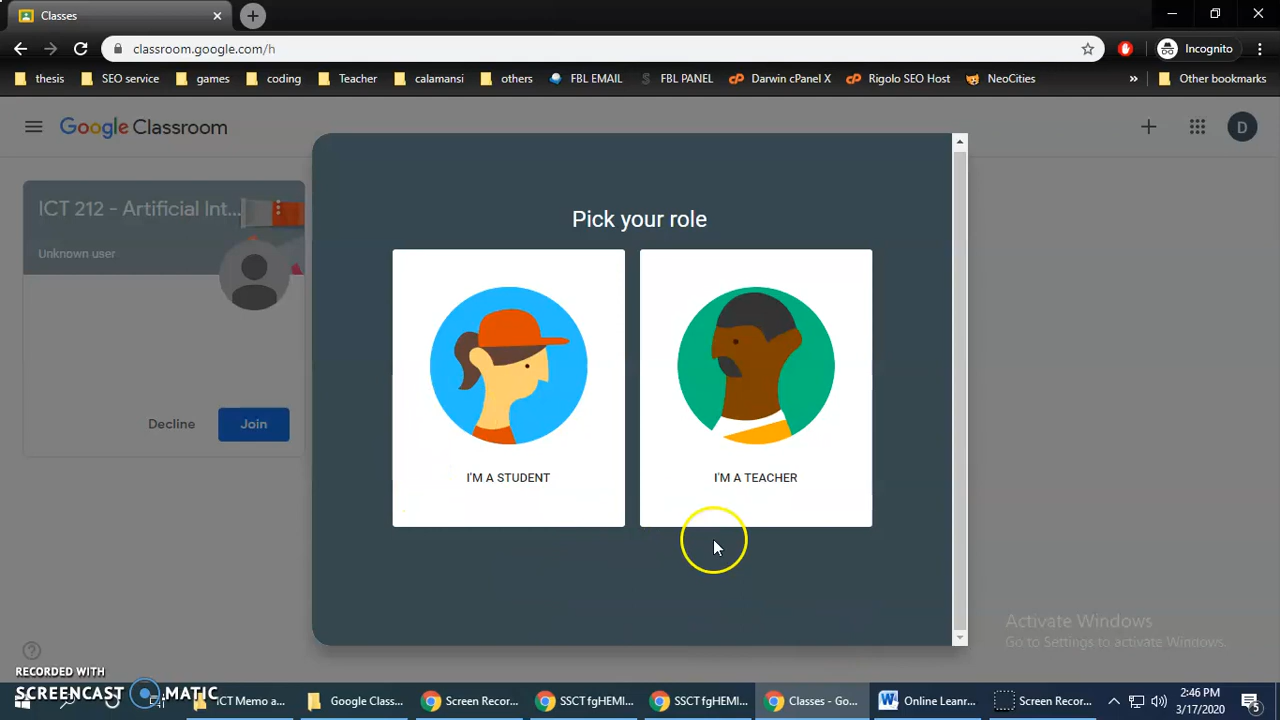 Classes
classroom.google.com/h
Incognito
thesis SEO service games coding Teacher calamansi others FBL EMAIL FBL PANEL Darwin cPanel X Rigolo SEO Host NeoCities » Other bookmarks
Google Classroom
D
ICT 212 - Artificial Int...
Unknown user
Decline Join
Pick your role
I'M A STUDENT
I'M A TEACHER
Activate Windows
Go to Settings to activate Windows.
RECORDED WITH
SCREENCAST MATIC
ICT Memo a... Google Class... Screen Recor... SSCT fgHEMI... SSCT fgHEMI... Classes - Go... Online Learn... Screen Recor...
2:46 PM
3/17/2020
5